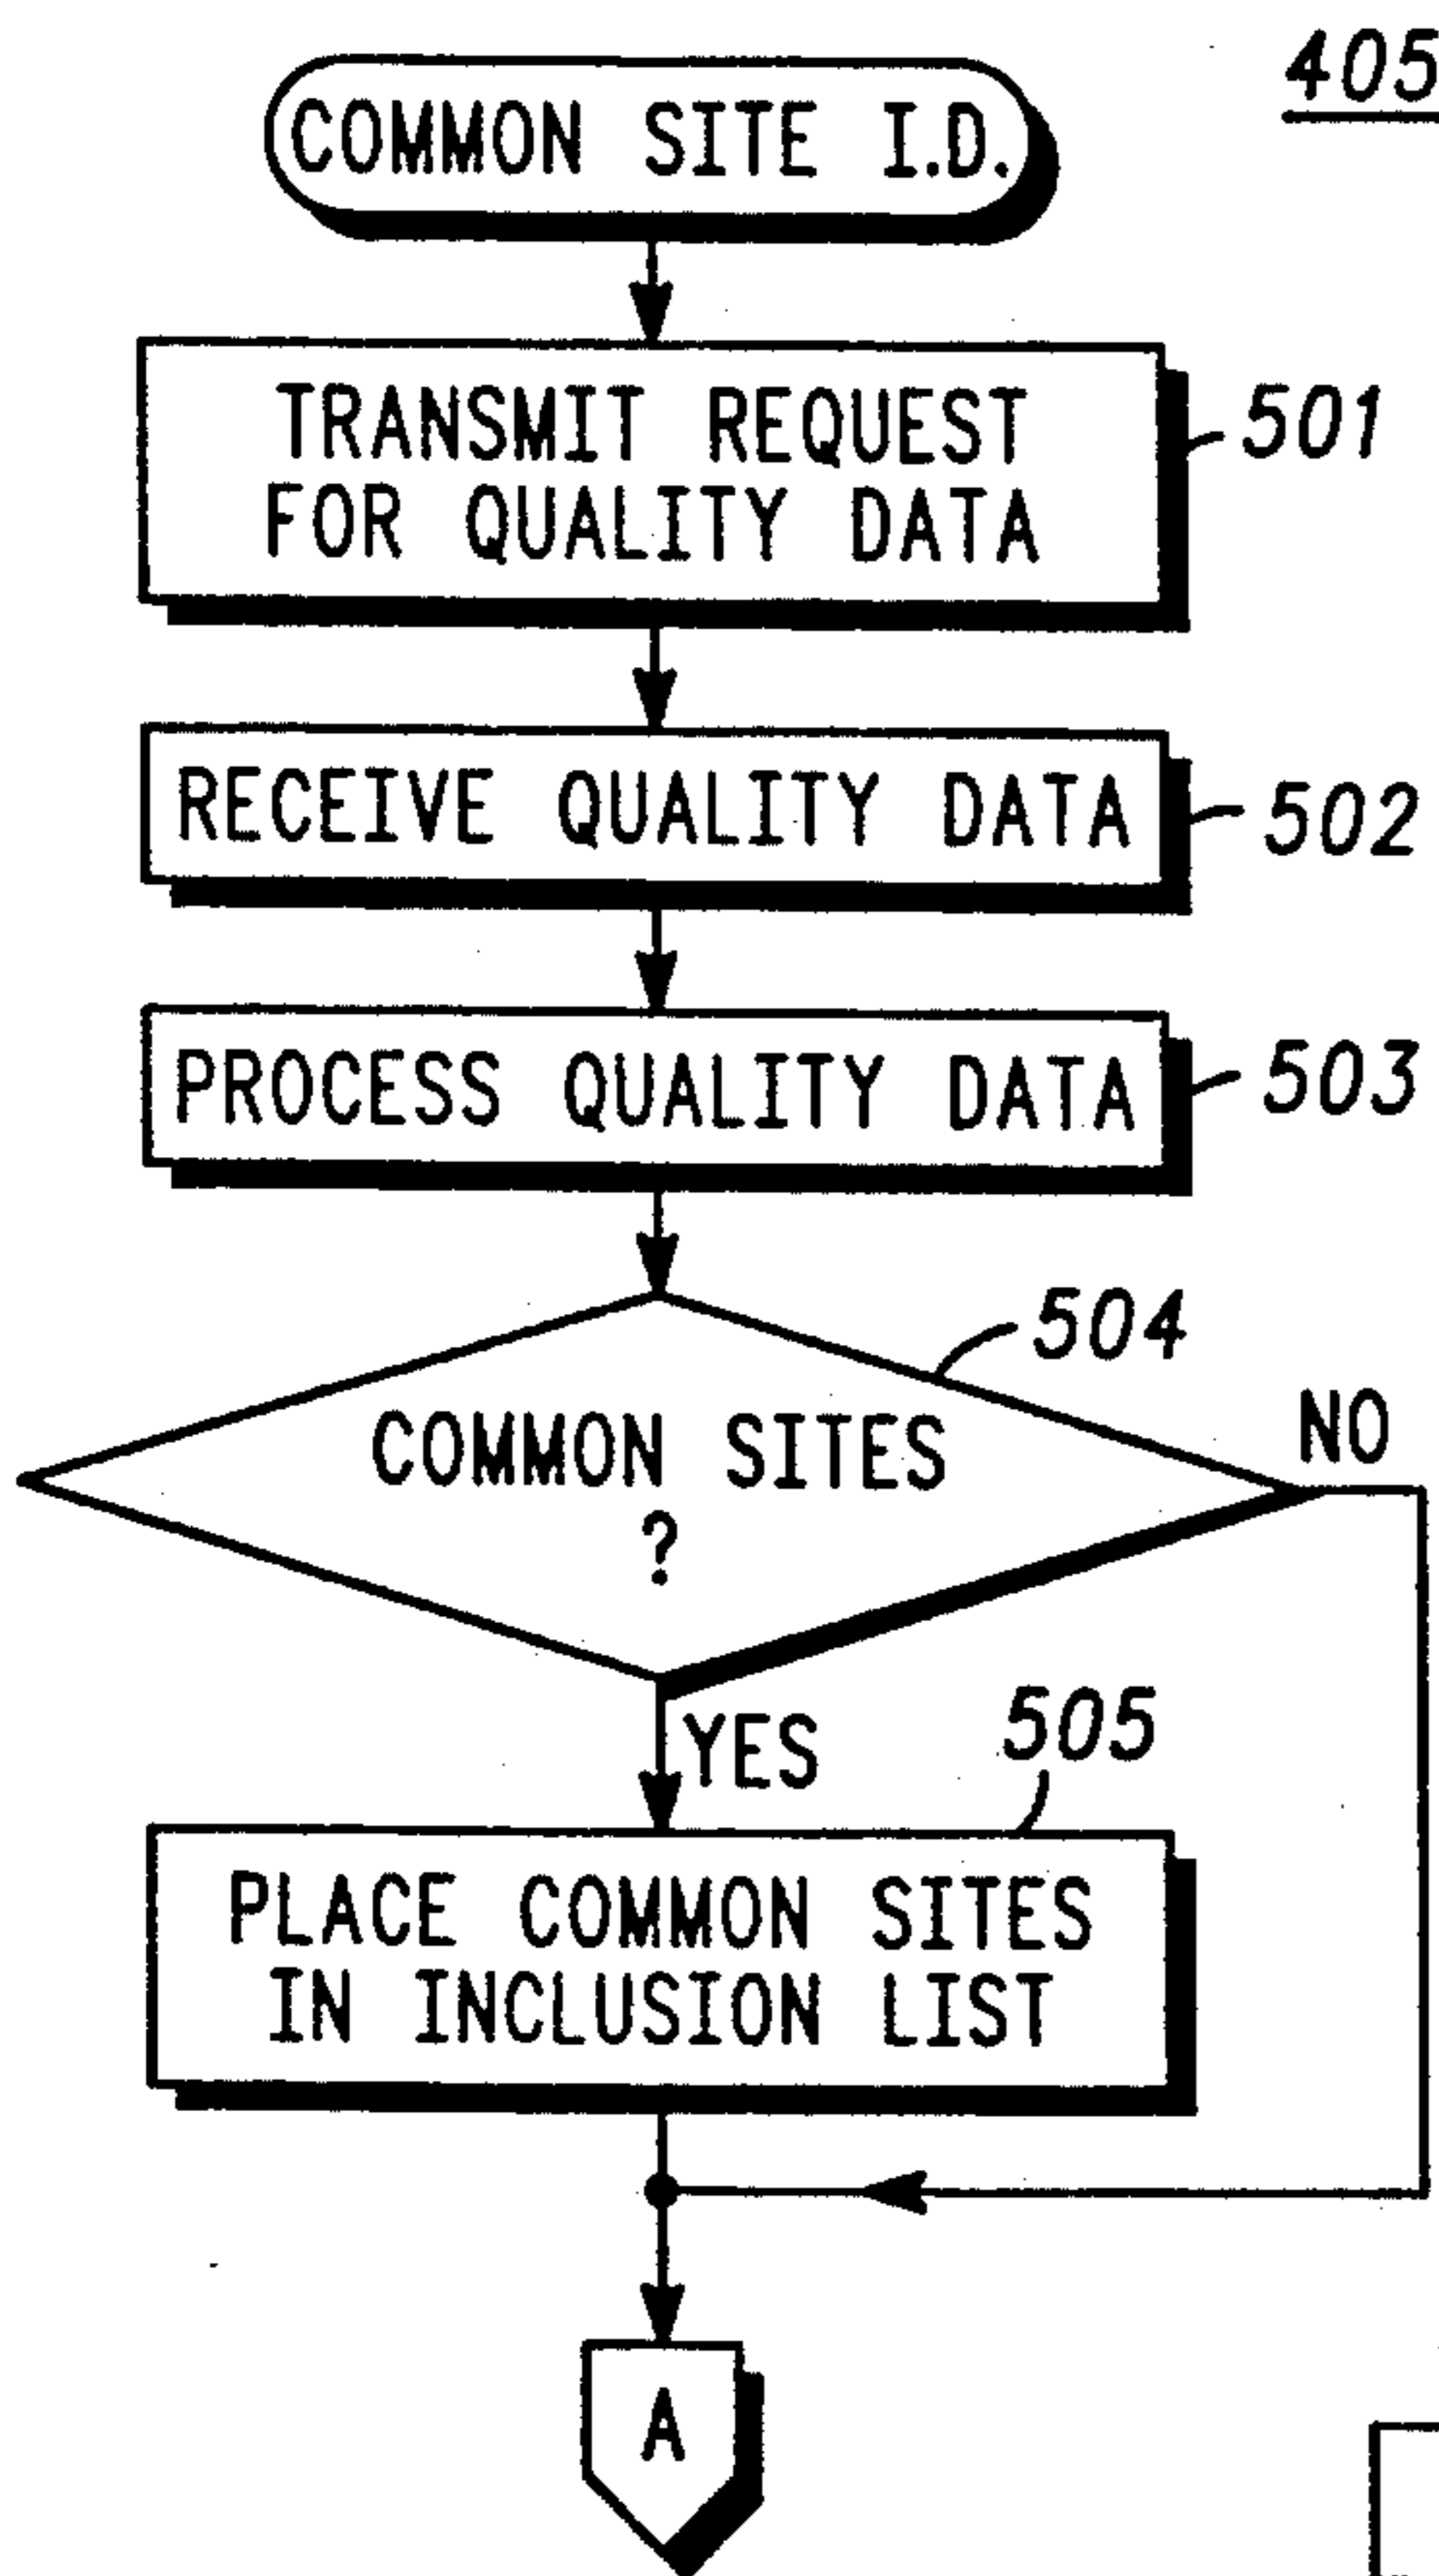 405
COMMON SITE I.D.
TRANSMIT REQUEST
FOR QUALITY DATA
501
RECEIVE QUALITY DATA
502
PROCESS QUALITY DATA
503
504
COMMON SITES
?
NO
YES
505
PLACE COMMON SITES
IN INCLUSION LIST
A